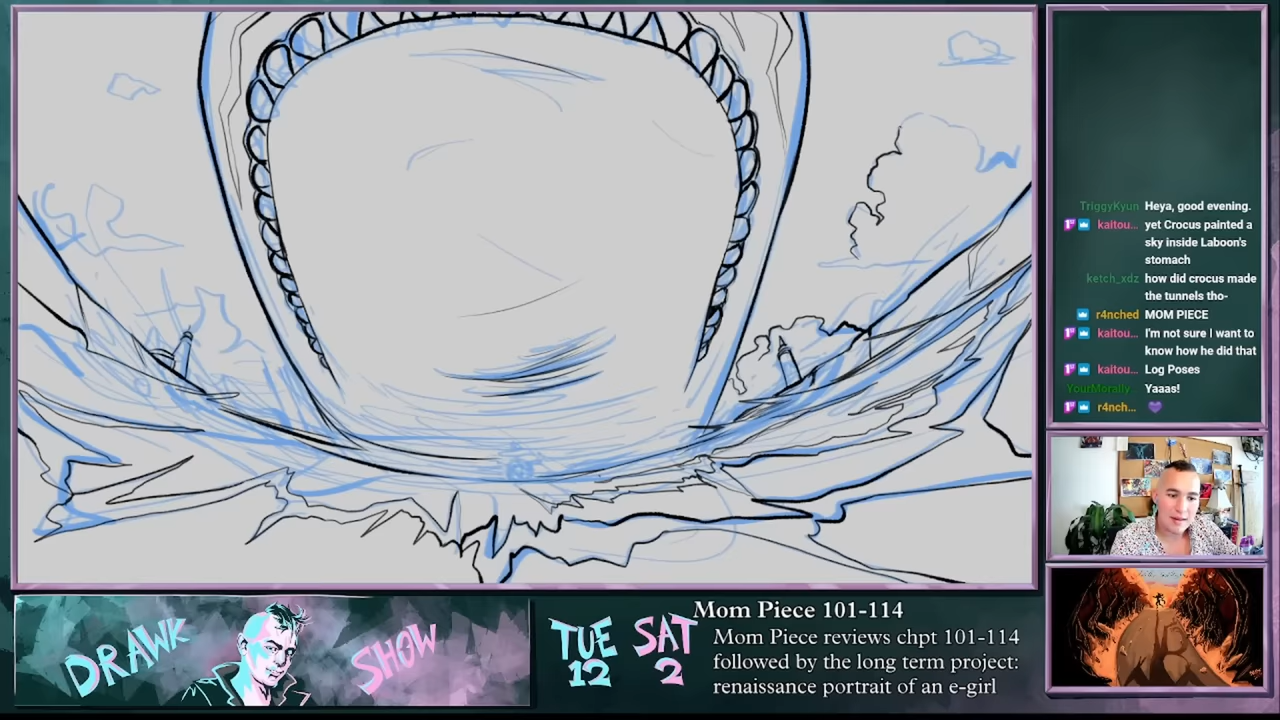 TriggyKyun Heya, good evening.
kaitou... yet Crocus painted a
sky inside Laboon's
stomach
ketch_xdz how did crocus made
the tunnels tho-
r4nched MOM PIECE
kaitou... I'm not sure I want to
know how he did that
kaitou... Log Poses
YourMorally... Yaaas!
r4nch...
DRAWK
SHOW
TUE SAT
12 2
Mom Piece 101-114
Mom Piece reviews chpt 101-114
followed by the long term project:
renaissance portrait of an e-girl